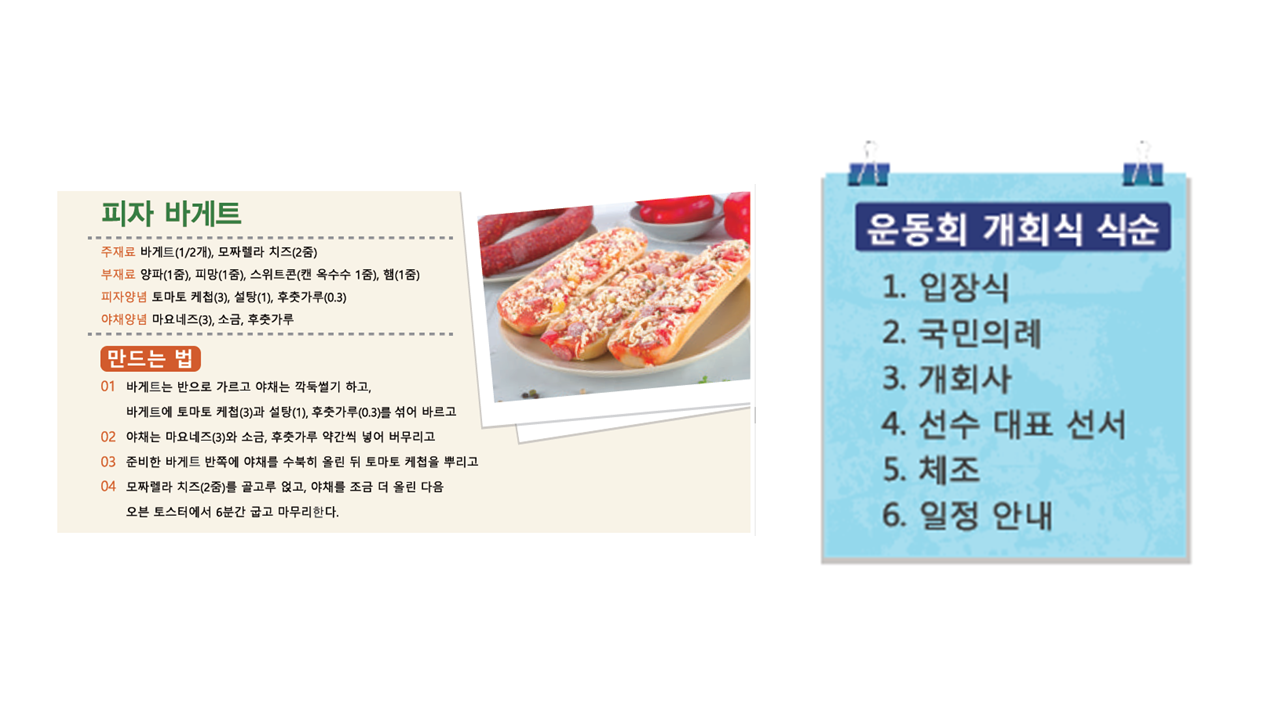 피자 바게트
주재료 바게트(1/2개), 모짜렐라 치즈(2줌)
부재료 양파(1줌), 피망(1줌), 스위트콘(캔 옥수수 1줌), 햄(1줌)
피자양념 토마토 케첩(3), 설탕(1), 후춧가루(0.3)
야채양념 마요네즈(3), 소금, 후춧가루
만드는 법
01 바게트는 반으로 가르고 야채는 깍둑썰기 하고,
바게트에 토마토 케첩(3)과 설탕(1), 후춧가루(0.3)를 섞어 바르고
02 야채는 마요네즈(3)와 소금, 후춧가루 약간씩 넣어 버무리고
03 준비한 바게트 반쪽에 야채를 수북히 올린 뒤 토마토 케첩을 뿌리고
04 모짜렐라 치즈(2줌)를 골고루 얹고, 야채를 조금 더 올린 다음
오븐 토스터에서 6분간 굽고 마무리한다.
운동회 개회식 식순
1. 입장식
2. 국민의례
3. 개회사
4. 선수 대표 선서
5. 체조
6. 일정 안내